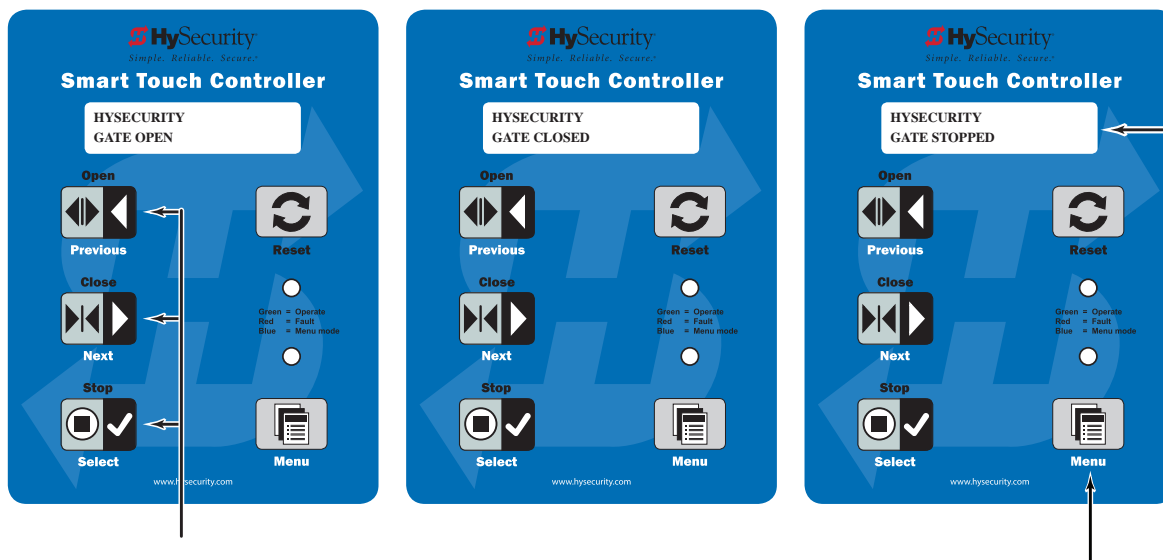 HySecurity
Simple. Reliable. Secure.
Smart Touch Controller
HYSECURITY
GATE OPEN
Open
Previous
Reset
Close
Next
Green = Operate
Red = Fault
Blue = Menu mode
Stop
Select
Menu
www.hysecurity.com
HySecurity
Simple. Reliable. Secure.
Smart Touch Controller
HYSECURITY
GATE CLOSED
Open
Previous
Reset
Close
Next
Green = Operate
Red = Fault
Blue = Menu mode
Stop
Select
Menu
www.hysecurity.com
HySecurity
Simple. Reliable. Secure.
Smart Touch Controller
HYSECURITY
GATE STOPPED
Open
Previous
Reset
Close
Next
Green = Operate
Red = Fault
Blue = Menu mode
Stop
Select
Menu
www.hysecurity.com